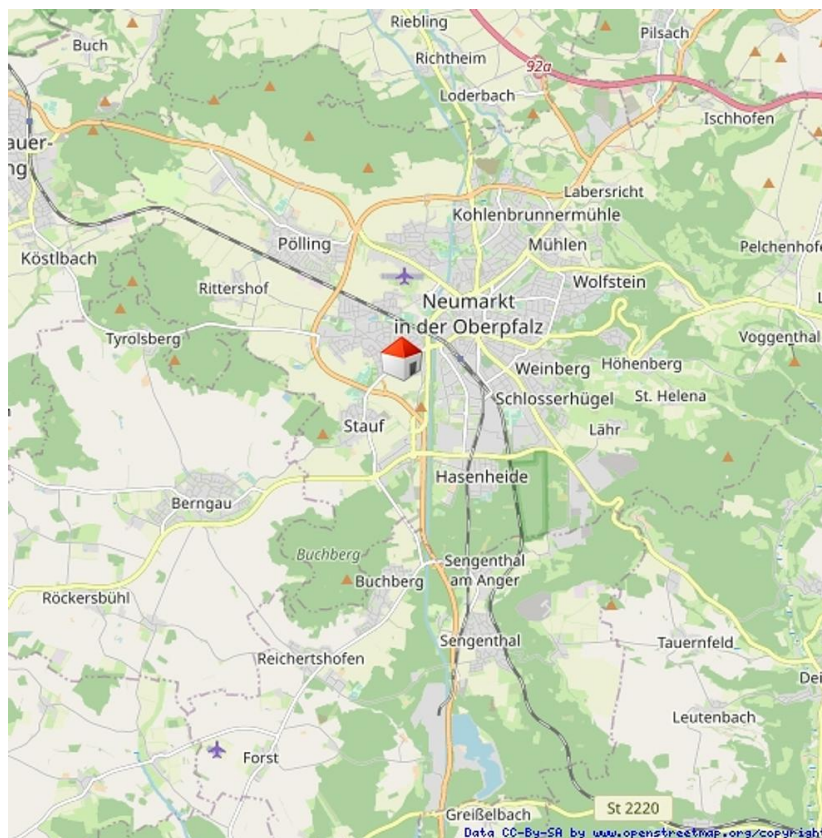 Riebling
Buch
Pilsach
Richtheim
92a
Loderbach
Ischhofen
auer-
ng
Labersricht
Kohlenbrunnermühle
Pölling
Mühlen
Pelchenhofe
Köstlbach
Rittershof
Wolfstein
Neumarkt
in der Oberpfalz
Tyrolsberg
Voggenthal
Höhenberg
Weinberg
Schlosserhügel
St. Helena
Stauf
Lähr
Hasenheide
Berngau
Buchberg
Sengenthal
am Anger
Buchberg
Röckersbühl
Sengenthal
Tauernfeld
Reichertshofen
Dei
Leutenbach
Forst
St 2220
Greißelbach
Data CC-By-SA by www.openstreetmap.org/copyrigh